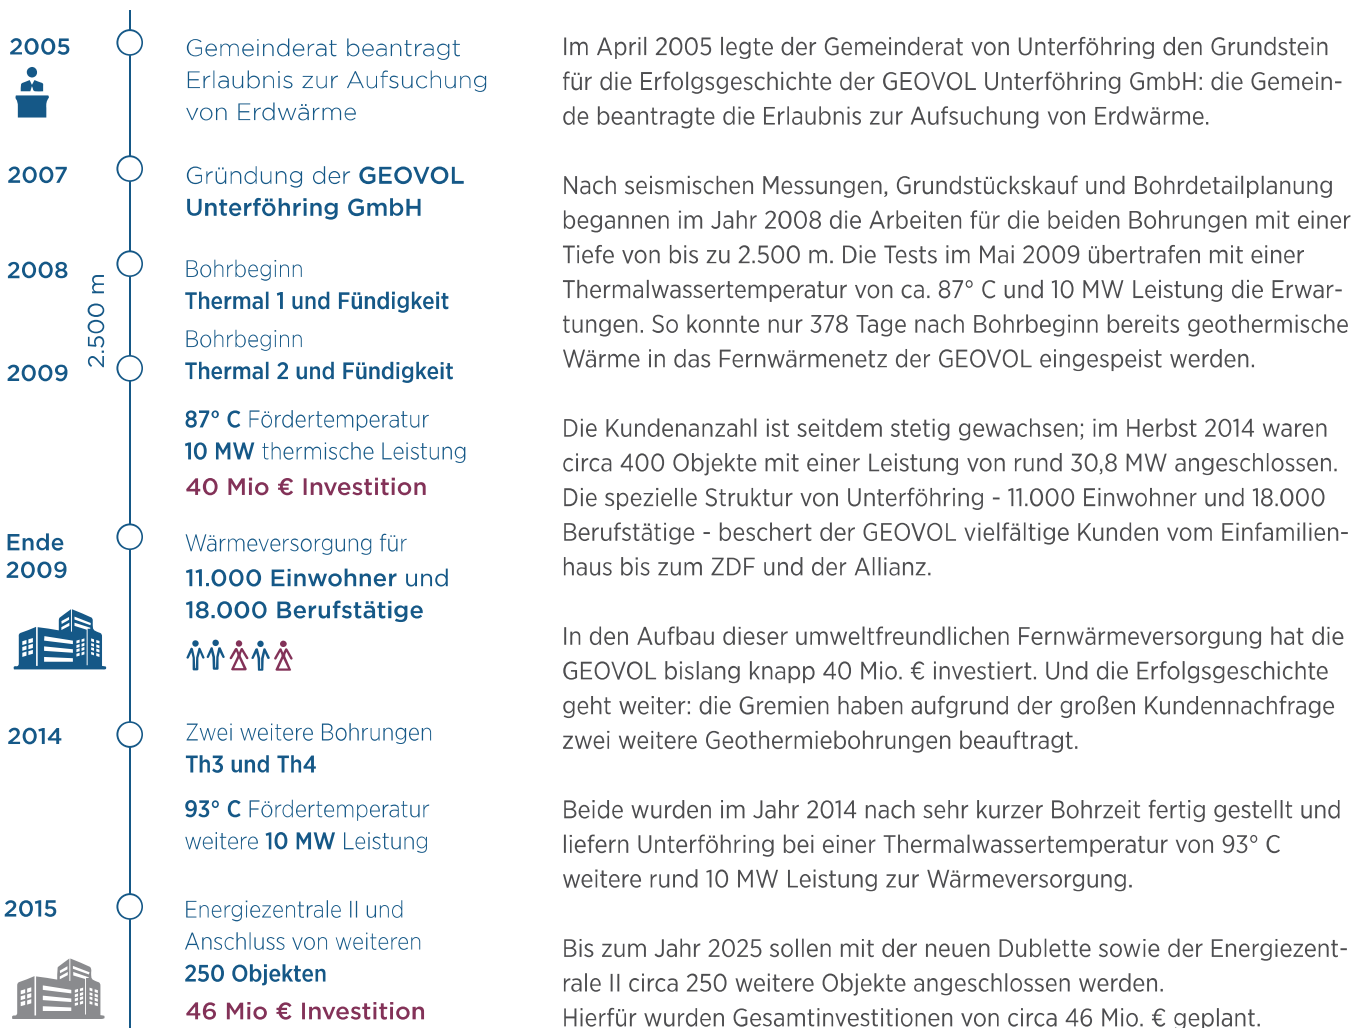 2005
Gemeinderat beantragt
Erlaubnis zur Aufsuchung
von Erdwärme
2007
Gründung der GEOVOL
Unterföhring GmbH
2008
2.500 m
Bohrbeginn
Thermal 1 und Fündigkeit
Bohrbeginn
2009
Thermal 2 und Fündigkeit
87° C Fördertemperatur
10 MW thermische Leistung
40 Mio € Investition
Ende
2009
Wärmeversorgung für
11.000 Einwohner und
18.000 Berufstätige
2014
Zwei weitere Bohrungen
Th3 und Th4
93° C Fördertemperatur
weitere 10 MW Leistung
2015
Energiezentrale II und
Anschluss von weiteren
250 Objekten
46 Mio € Investition
Im April 2005 legte der Gemeinderat von Unterföhring den Grundstein
für die Erfolgsgeschichte der GEOVOL Unterföhring GmbH: die Gemein-
de beantragte die Erlaubnis zur Aufsuchung von Erdwärme.
Nach seismischen Messungen, Grundstückskauf und Bohrdetailplanung
begannen im Jahr 2008 die Arbeiten für die beiden Bohrungen mit einer
Tiefe von bis zu 2.500 m. Die Tests im Mai 2009 übertrafen mit einer
Thermalwassertemperatur von ca. 87° C und 10 MW Leistung die Erwar-
tungen. So konnte nur 378 Tage nach Bohrbeginn bereits geothermische
Wärme in das Fernwärmenetz der GEOVOL eingespeist werden.
Die Kundenanzahl ist seitdem stetig gewachsen; im Herbst 2014 waren
circa 400 Objekte mit einer Leistung von rund 30,8 MW angeschlossen.
Die spezielle Struktur von Unterföhring - 11.000 Einwohner und 18.000
Berufstätige - beschert der GEOVOL vielfältige Kunden vom Einfamilien-
haus bis zum ZDF und der Allianz.
In den Aufbau dieser umweltfreundlichen Fernwärmeversorgung hat die
GEOVOL bislang knapp 40 Mio. € investiert. Und die Erfolgsgeschichte
geht weiter: die Gremien haben aufgrund der großen Kundennachfrage
zwei weitere Geothermiebohrungen beauftragt.
Beide wurden im Jahr 2014 nach sehr kurzer Bohrzeit fertig gestellt und
liefern Unterföhring bei einer Thermalwassertemperatur von 93° C
weitere rund 10 MW Leistung zur Wärmeversorgung.
Bis zum Jahr 2025 sollen mit der neuen Dublette sowie der Energiezent-
rale II circa 250 weitere Objekte angeschlossen werden.
Hierfür wurden Gesamtinvestitionen von circa 46 Mio. € geplant.